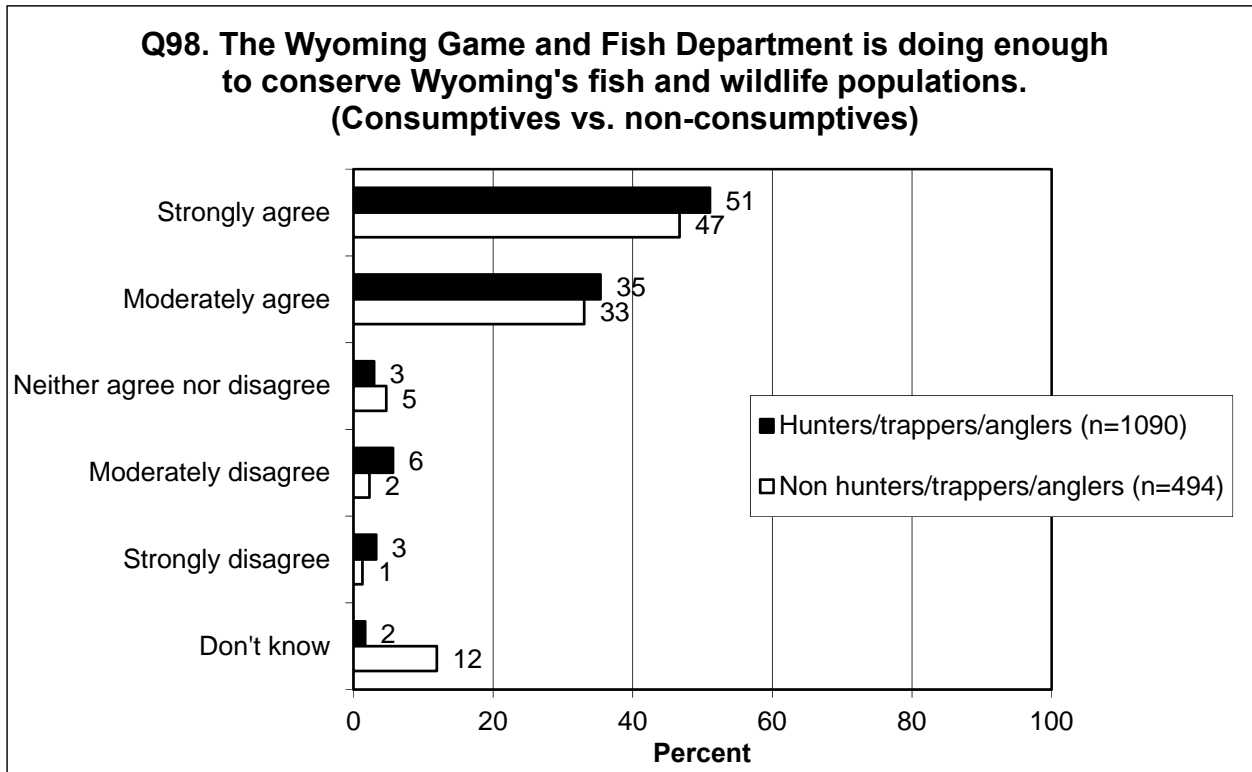 Q98. The Wyoming Game and Fish Department is doing enough
to conserve Wyoming's fish and wildlife populations.
(Consumptives vs. non-consumptives)
Strongly agree
51
47
Moderately agree
35
33
Neither agree nor disagree
3
5
Moderately disagree
6
2
Strongly disagree
3
1
Don't know
2
12
Hunters/trappers/anglers (n=1090)
Non hunters/trappers/anglers (n=494)
0 20 40 60 80 100
Percent